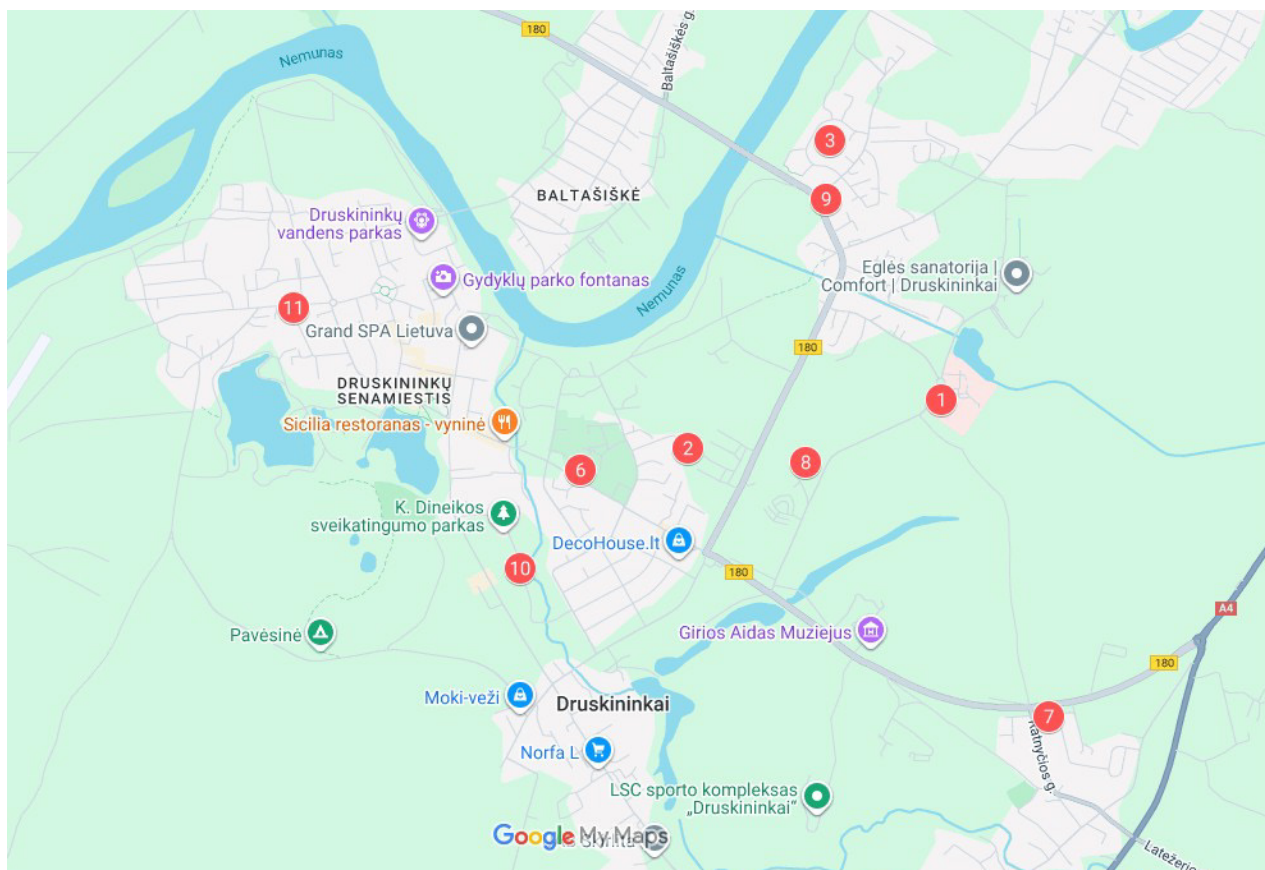 180
Nemunas
Baltašiškės g.
3
BALTAŠIŠKĖ
9
Druskininkų
vandens parkas
Eglės sanatorija |
Comfort | Druskininkai
Gydyklų parko fontanas
Nemunas
11
Grand SPA Lietuva
180
DRUSKININKŲ
SENAMIESTIS
1
Sicilia restoranas - vyninė
2
6
8
K. Dineikos
sveikatingumo parkas
DecoHouse.lt
10
180
A4
Pavėsinė
Girios Aidas Muziejus
180
Moki-veži
Druskininkai
7
Ratnyčios g.
Norfa L
LSC sporto kompleksas
„Druskininkai“
Google My Maps
Latežerio